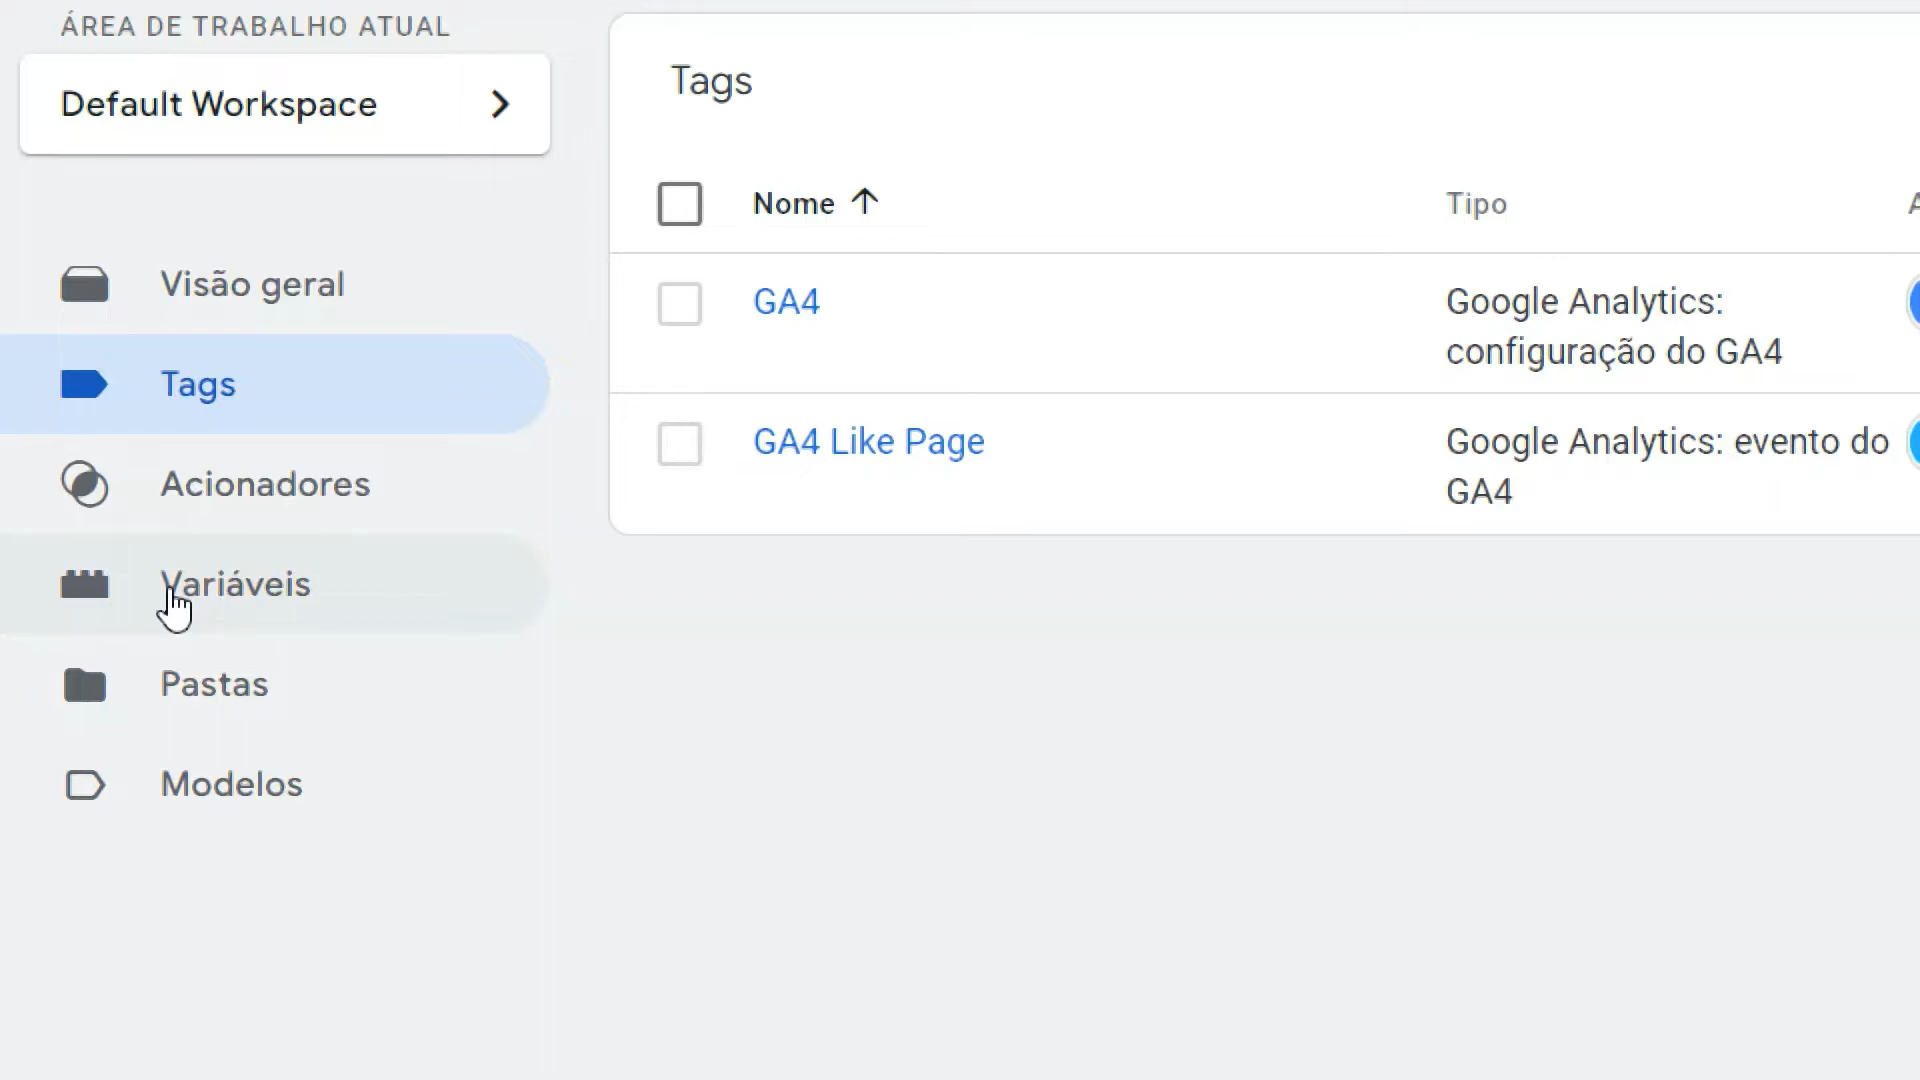 ÁREA DE TRABALHO ATUAL
Default Workspace
Visão geral
Tags
Acionadores
Variáveis
Pastas
Modelos
Tags
Nome
Tipo
GA4
Google Analytics:
configuração do GA4
GA4 Like Page
Google Analytics: evento do
GA4